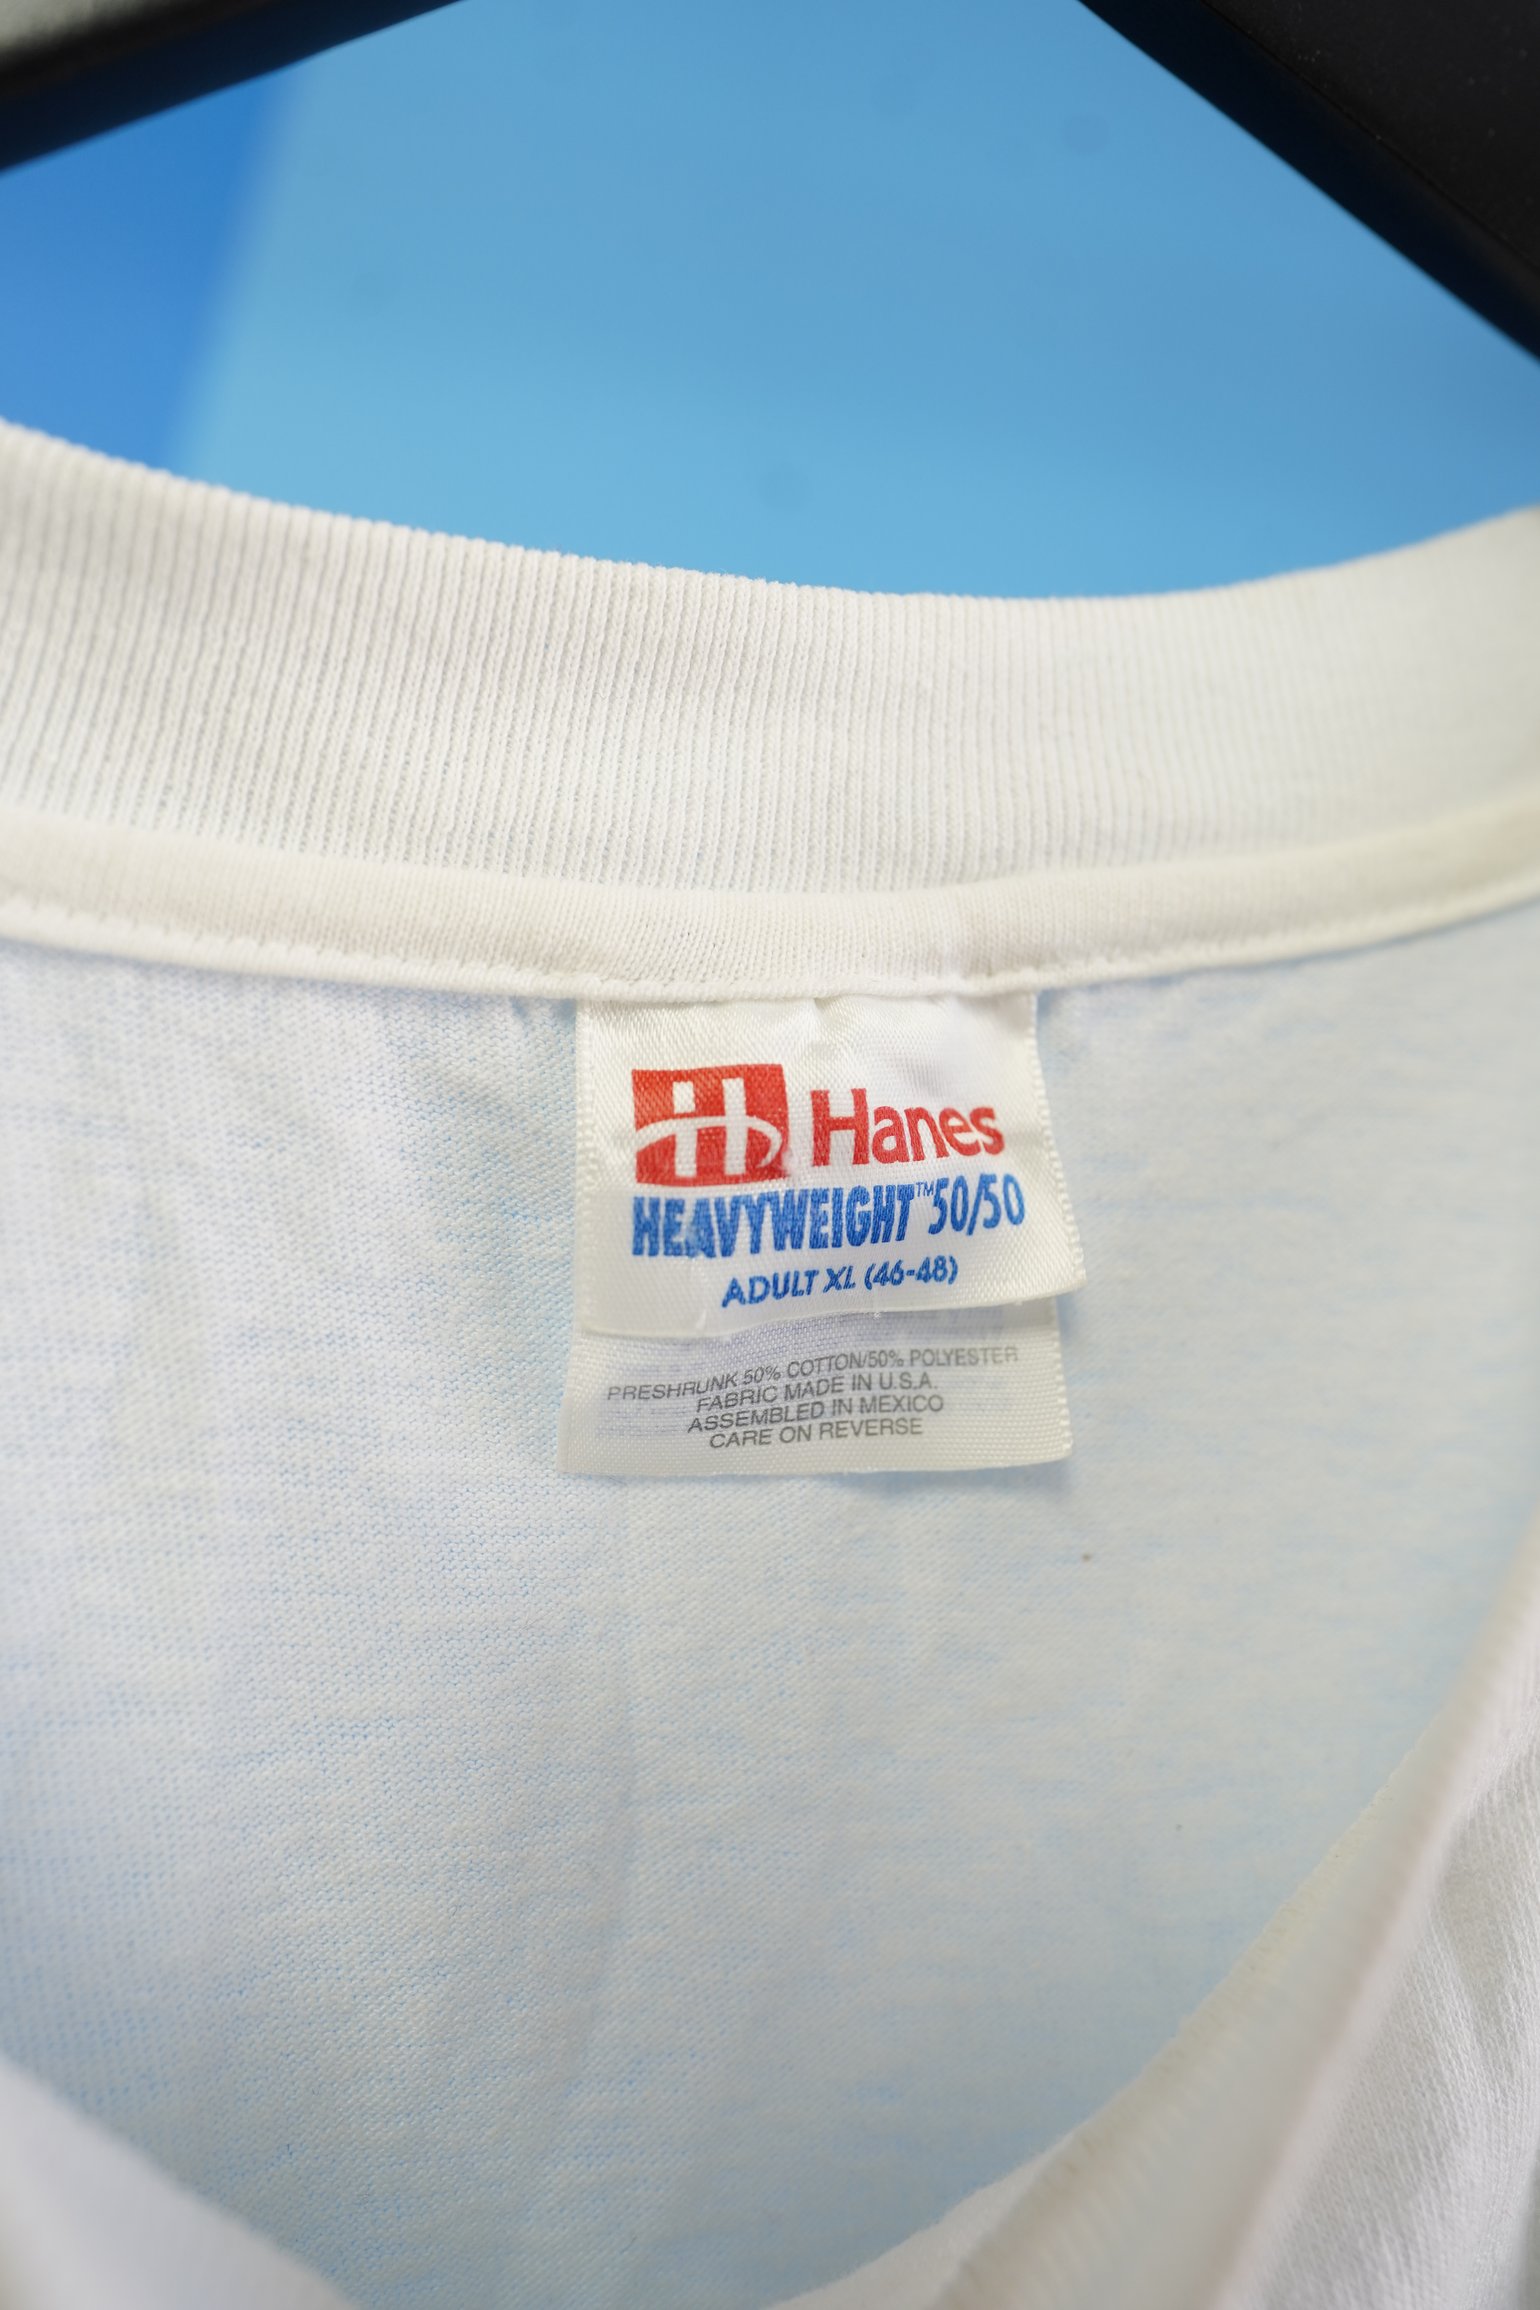 H Hanes
HEAVYWEIGHT™ 50/50
ADULT XL (46-48)
PRESHRUNK 50% COTTON/50% POLYESTER
FABRIC MADE IN U.S.A.
ASSEMBLED IN MEXICO
CARE ON REVERSE